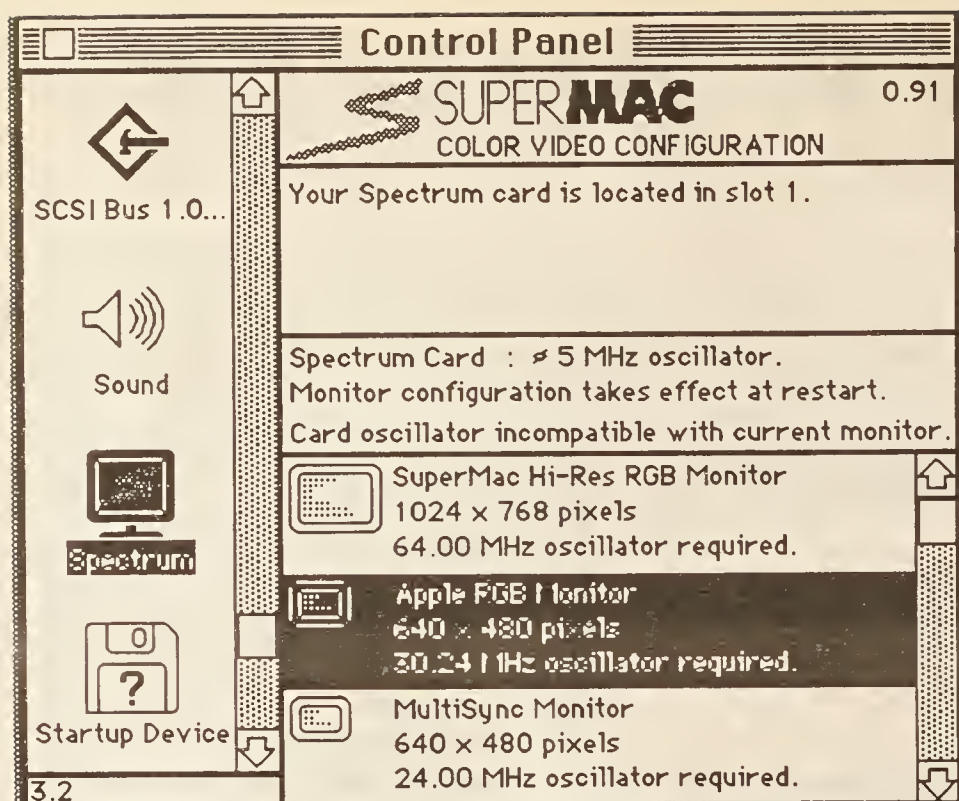 Control Panel
SCSI Bus 1.0...
Sound
Spectrum
Startup Device
3.2
SUPERMAC
0.91
COLOR VIDEO CONFIGURATION
Your Spectrum card is located in slot 1.
Spectrum Card : ≠ 5 MHz oscillator.
Monitor configuration takes effect at restart.
Card oscillator incompatible with current monitor.
SuperMac Hi-Res RGB Monitor
1024 x 768 pixels
64.00 MHz oscillator required.
Apple RGB Monitor
640 x 480 pixels
30.24 MHz oscillator required.
MultiSync Monitor
640 x 480 pixels
24.00 MHz oscillator required.